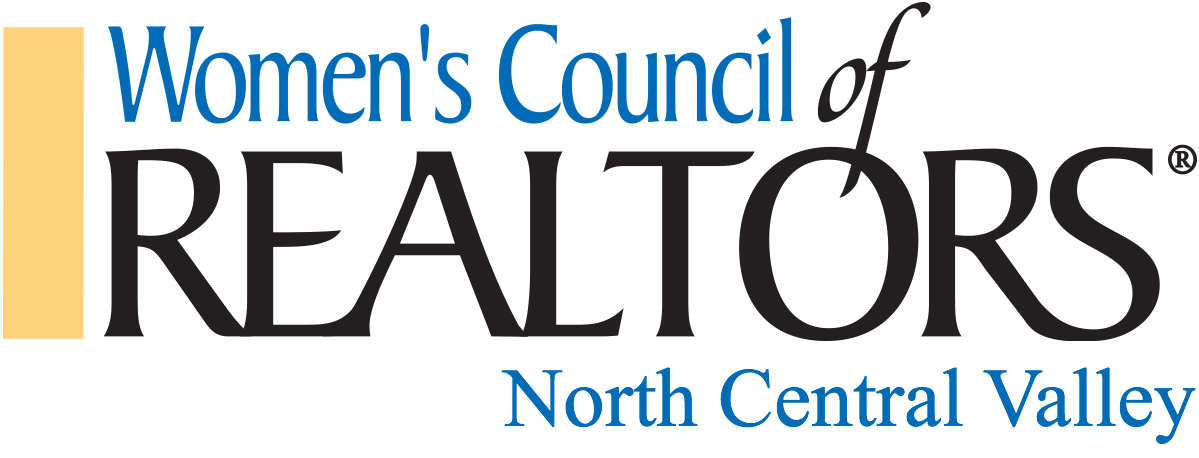 Women's Council of
REALTORS®
North Central Valley